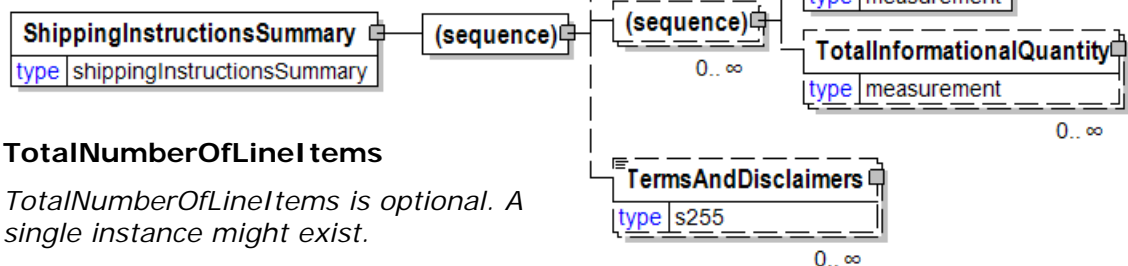 type measurement
ShippingInstructionsSummary
(sequence)
(sequence)
type shippingInstructionsSummary
0.. ∞
TotalInformationalQuantity
type measurement
0.. ∞
TotalNumberOfLineItems
TotalNumberOfLineItems is optional. A
single instance might exist.
TermsAndDisclaimers
type s255
0.. ∞